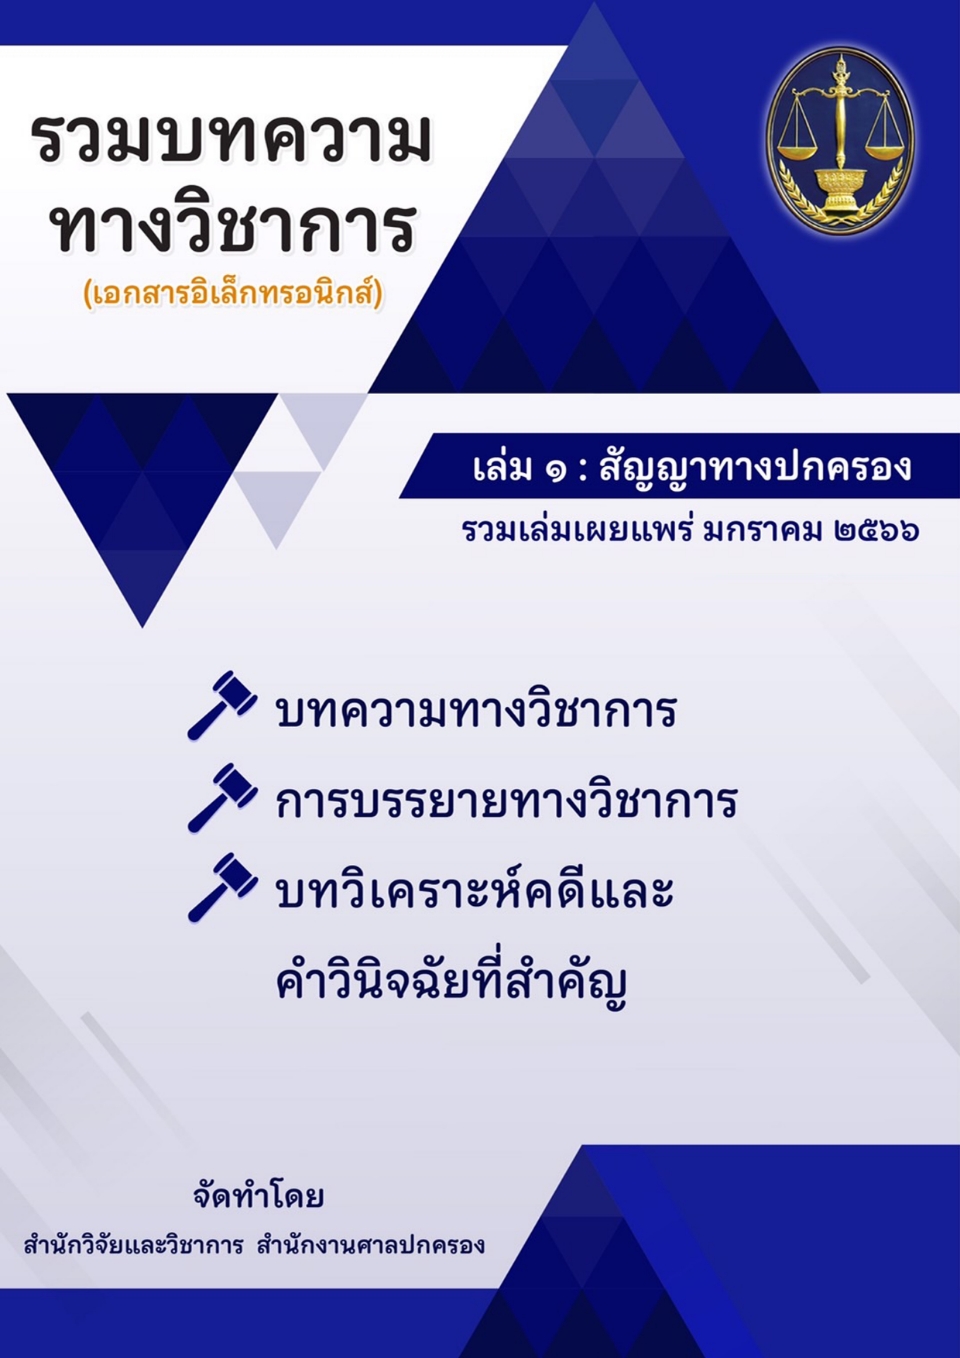 รวมบทความ
ทางวิชาการ
(เอกสารอิเล็กทรอนิกส์)
เล่ม ๑ : สัญญาทางปกครอง
รวมเล่มเผยแพร่ มกราคม ๒๕๖๖
บทความทางวิชาการ
การบรรยายทางวิชาการ
บทวิเคราะห์คดีและ
คำวินิจฉัยที่สำคัญ
จัดทำโดย
สำนักวิจัยและวิชาการ สำนักงานศาลปกครอง